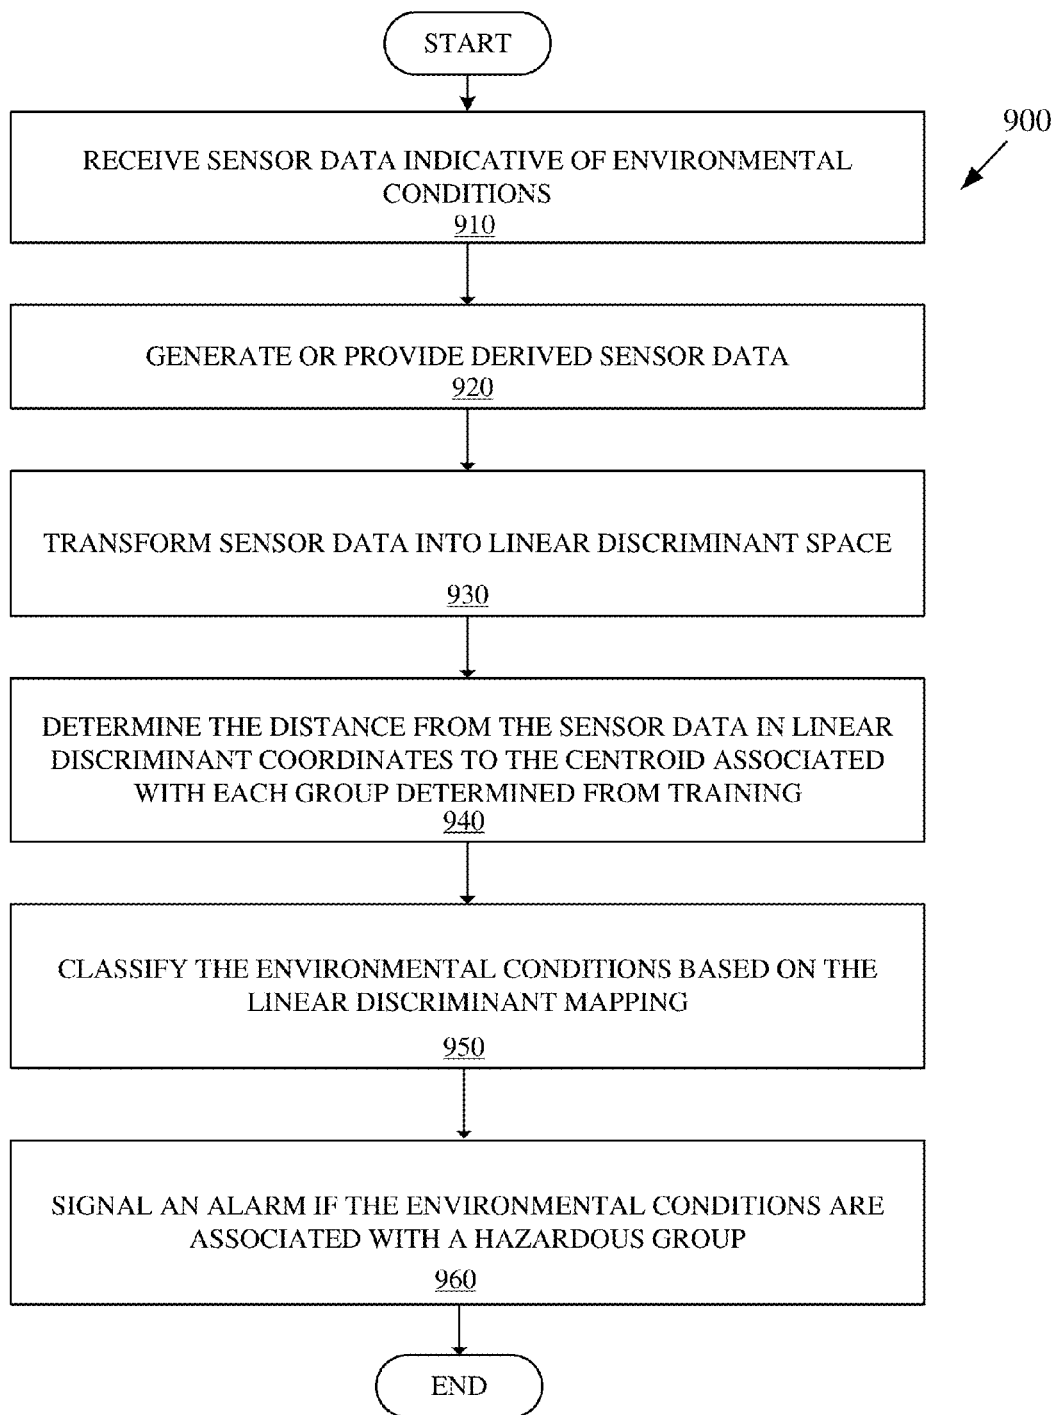 START
900
RECEIVE SENSOR DATA INDICATIVE OF ENVIRONMENTAL
CONDITIONS
910
GENERATE OR PROVIDE DERIVED SENSOR DATA
920
TRANSFORM SENSOR DATA INTO LINEAR DISCRIMINANT SPACE
930
DETERMINE THE DISTANCE FROM THE SENSOR DATA IN LINEAR
DISCRIMINANT COORDINATES TO THE CENTROID ASSOCIATED
WITH EACH GROUP DETERMINED FROM TRAINING
940
CLASSIFY THE ENVIRONMENTAL CONDITIONS BASED ON THE
LINEAR DISCRIMINANT MAPPING
950
SIGNAL AN ALARM IF THE ENVIRONMENTAL CONDITIONS ARE
ASSOCIATED WITH A HAZARDOUS GROUP
960
END